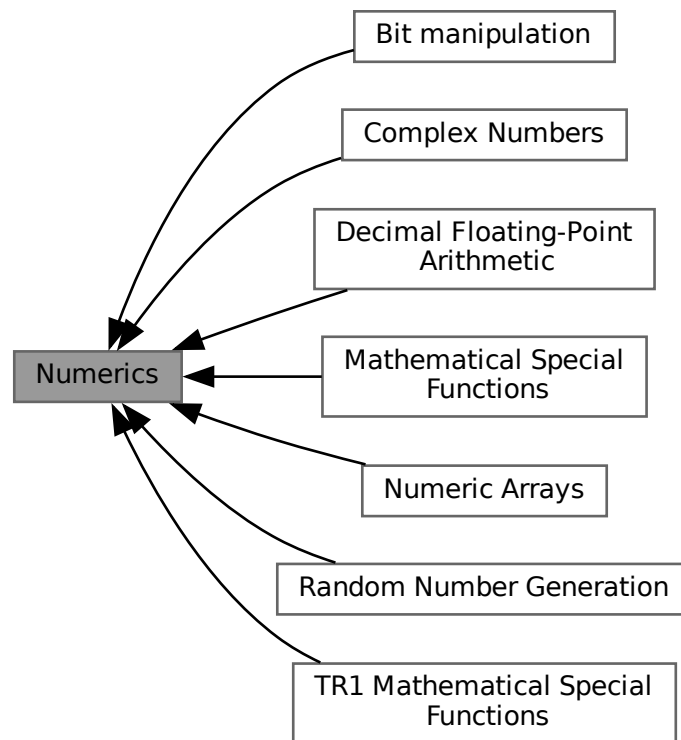 Bit manipulation
Complex Numbers
Decimal Floating-Point
Arithmetic
Numerics
Mathematical Special
Functions
Numeric Arrays
Random Number Generation
TR1 Mathematical Special
Functions